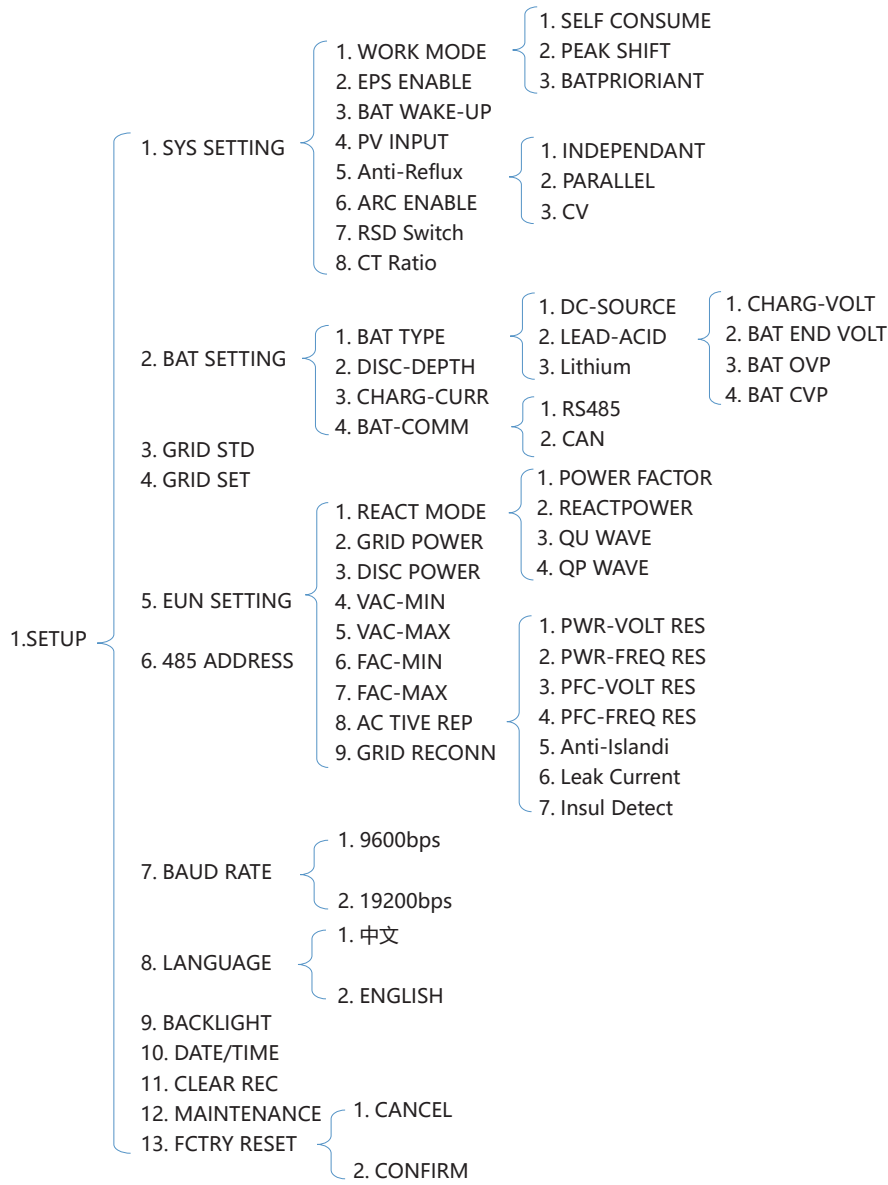 1.SETUP
1. SYS SETTING
1. WORK MODE
1. SELF CONSUME
2. PEAK SHIFT
3. BATPRIORIANT
2. EPS ENABLE
3. BAT WAKE-UP
4. PV INPUT
1. INDEPENDANT
2. PARALLEL
3. CV
5. Anti-Reflux
6. ARC ENABLE
7. RSD Switch
8. CT Ratio
2. BAT SETTING
1. BAT TYPE
1. DC-SOURCE
2. LEAD-ACID
1. CHARG-VOLT
2. BAT END VOLT
3. BAT OVP
4. BAT CVP
3. Lithium
2. DISC-DEPTH
3. CHARG-CURR
4. BAT-COMM
1. RS485
2. CAN
3. GRID STD
4. GRID SET
5. EUN SETTING
1. REACT MODE
1. POWER FACTOR
2. REACTPOWER
3. QU WAVE
4. QP WAVE
2. GRID POWER
3. DISC POWER
4. VAC-MIN
5. VAC-MAX
6. FAC-MIN
7. FAC-MAX
8. AC TIVE REP
1. PWR-VOLT RES
2. PWR-FREQ RES
3. PFC-VOLT RES
4. PFC-FREQ RES
5. Anti-Islandi
6. Leak Current
7. Insul Detect
9. GRID RECONN
6. 485 ADDRESS
7. BAUD RATE
1. 9600bps
2. 19200bps
8. LANGUAGE
1. 中文
2. ENGLISH
9. BACKLIGHT
10. DATE/TIME
11. CLEAR REC
12. MAINTENANCE
13. FCTRY RESET
1. CANCEL
2. CONFIRM